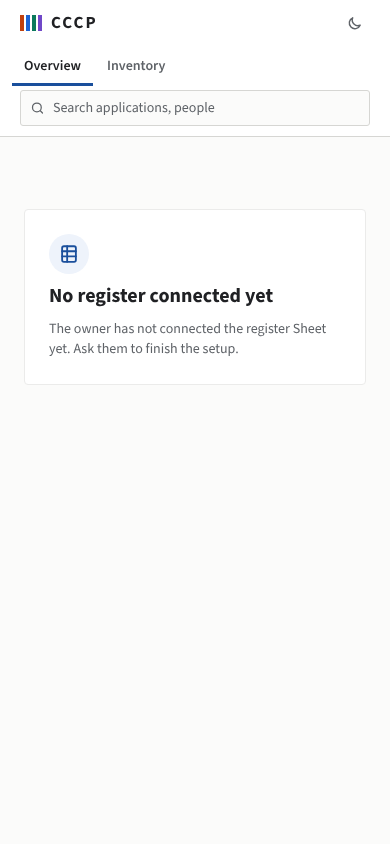 CCCP
Overview
Inventory
Search applications, people
No register connected yet
The owner has not connected the register Sheet
yet. Ask them to finish the setup.